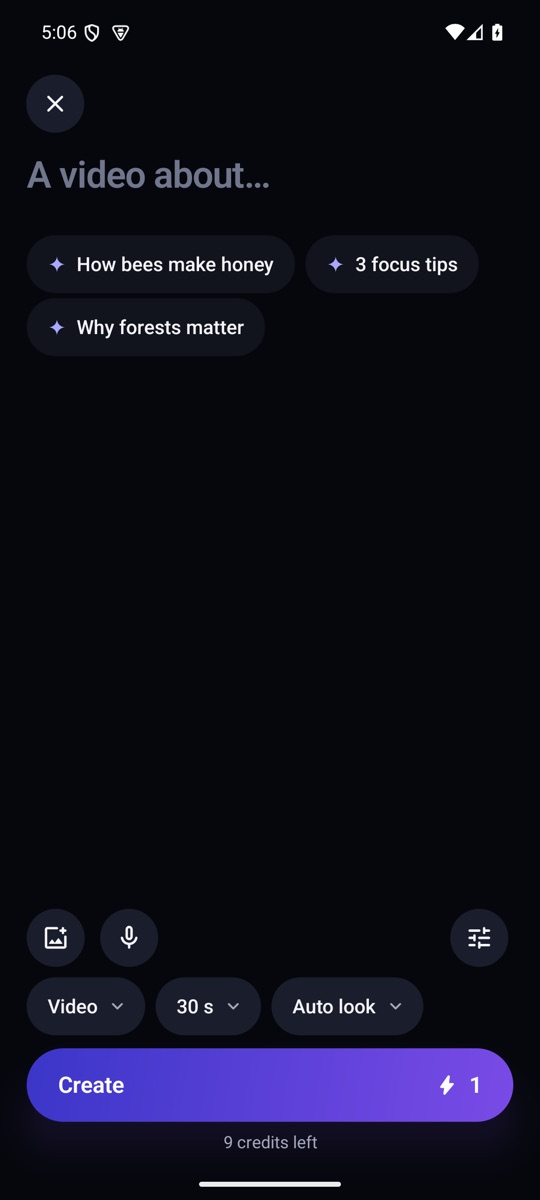 5:06
A video about...
How bees make honey
3 focus tips
Why forests matter
Video
30 s
Auto look
Create
1
9 credits left